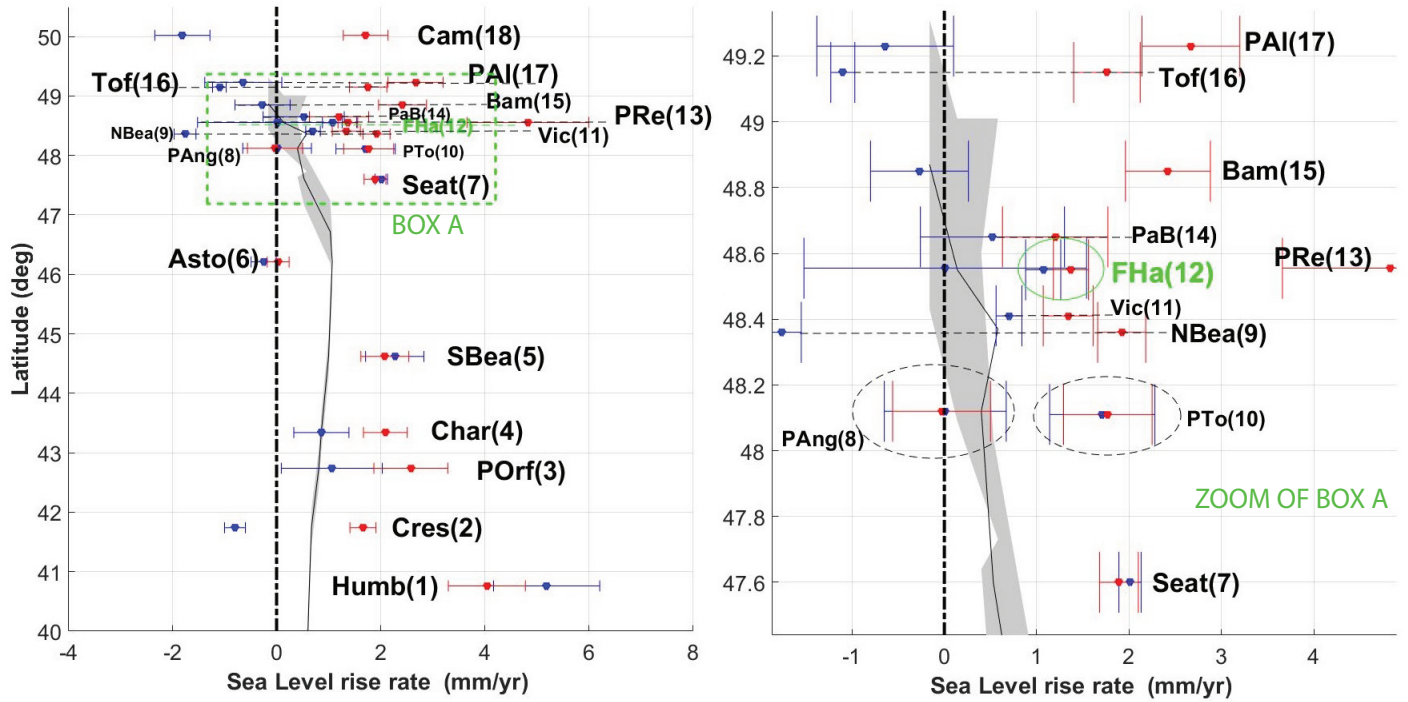 Cam(18)
PAl(17)
Tof(16)
Bam(15)
PaB(14)
PRe(13)
FHa(12)
NBea(9)
Vic(11)
PAng(8)
PTo(10)
Seat(7)
BOX A
Asto(6)
SBea(5)
Char(4)
POrf(3)
Cres(2)
Humb(1)
50
49
48
47
46
45
44
43
42
41
40
Latitude (deg)
-4 -2 0 2 4 6 8
Sea Level rise rate (mm/yr)
PAl(17)
Tof(16)
Bam(15)
PaB(14)
PRe(13)
FHa(12)
Vic(11)
NBea(9)
PAng(8)
PTo(10)
ZOOM OF BOX A
Seat(7)
49.2
49
48.8
48.6
48.4
48.2
48
47.8
47.6
-1 0 1 2 3 4
Sea Level rise rate (mm/yr)